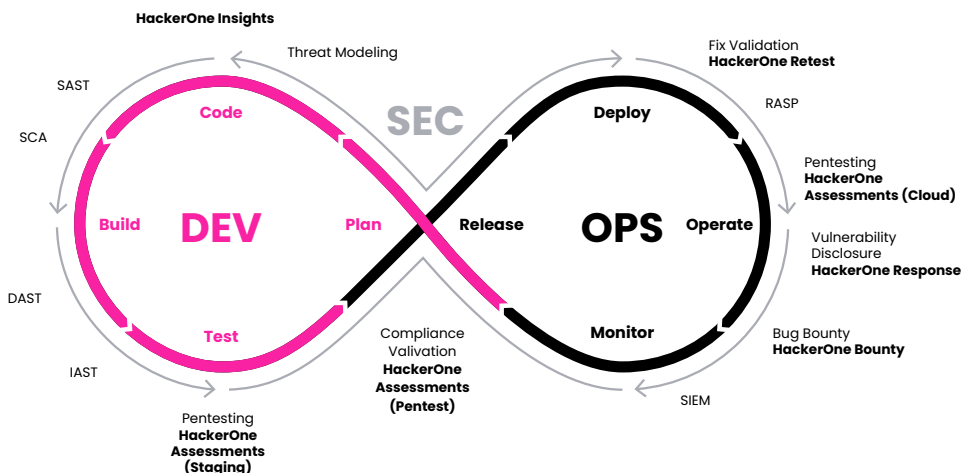 HackerOne Insights
Threat Modeling
SAST
SCA
Code
Build
DEV
Plan
Test
DAST
IAST
Pentesting
HackerOne
Assessments
(Staging)
SEC
Compliance
Valivation
HackerOne
Assessments
(Pentest)
Release
OPS
Deploy
Operate
Monitor
Fix Validation
HackerOne Retest
RASP
Pentesting
HackerOne
Assessments (Cloud)
Vulnerability
Disclosure
HackerOne Response
Bug Bounty
HackerOne Bounty
SIEM